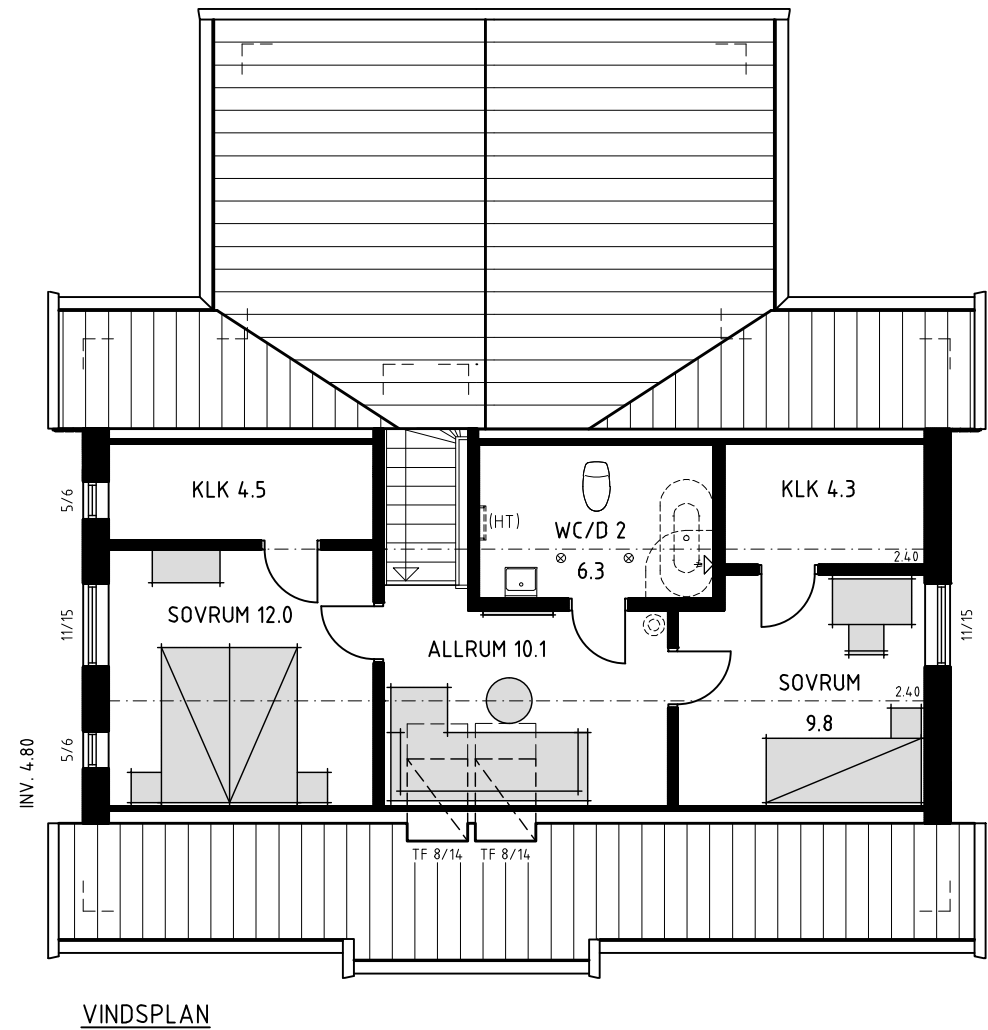 KLK 4.5
KLK 4.3
5/6
(HT)
WC/D 2
6.3
2.40
11/15
SOVRUM 12.0
11/15
ALLRUM 10.1
SOVRUM
9.8
2.40
5/6
INV. 4.80
TF 8/14
TF 8/14
VINDSPLAN